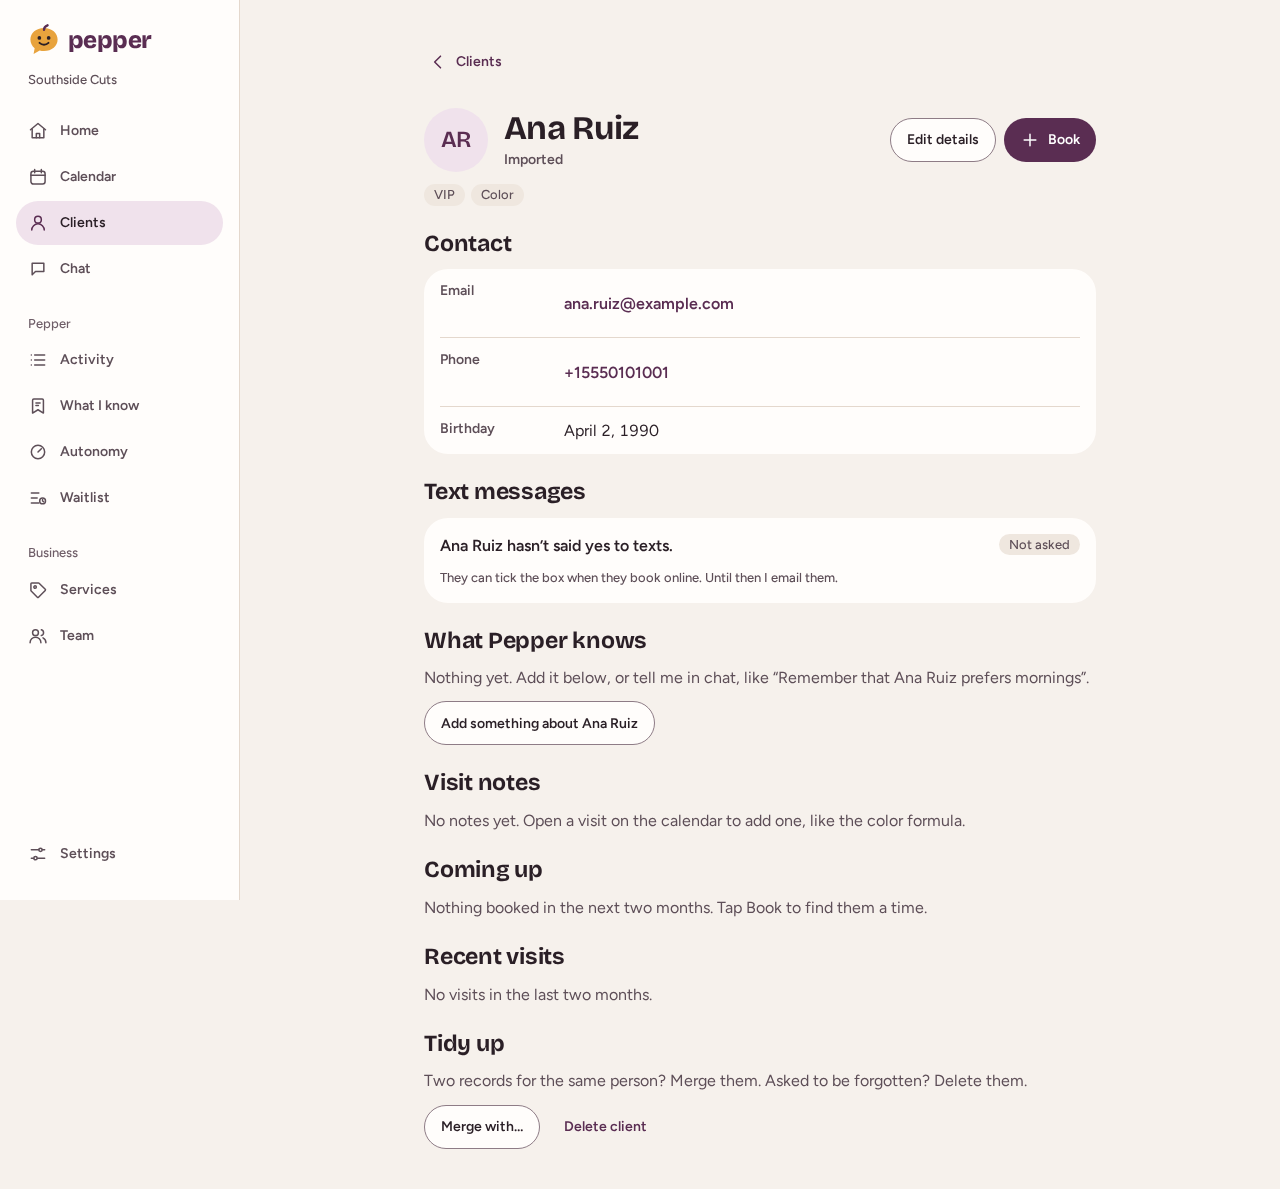 pepper
Southside Cuts
Home
Calendar
Clients
Chat
Pepper
Activity
What I know
Autonomy
Waitlist
Business
Services
Team
Settings
Clients
AR
Ana Ruiz
Imported
Edit details
Book
VIP
Color
Contact
Email
ana.ruiz@example.com
Phone
+15550101001
Birthday
April 2, 1990
Text messages
Ana Ruiz hasn’t said yes to texts.
Not asked
They can tick the box when they book online. Until then I email them.
What Pepper knows
Nothing yet. Add it below, or tell me in chat, like “Remember that Ana Ruiz prefers mornings”.
Add something about Ana Ruiz
Visit notes
No notes yet. Open a visit on the calendar to add one, like the color formula.
Coming up
Nothing booked in the next two months. Tap Book to find them a time.
Recent visits
No visits in the last two months.
Tidy up
Two records for the same person? Merge them. Asked to be forgotten? Delete them.
Merge with…
Delete client